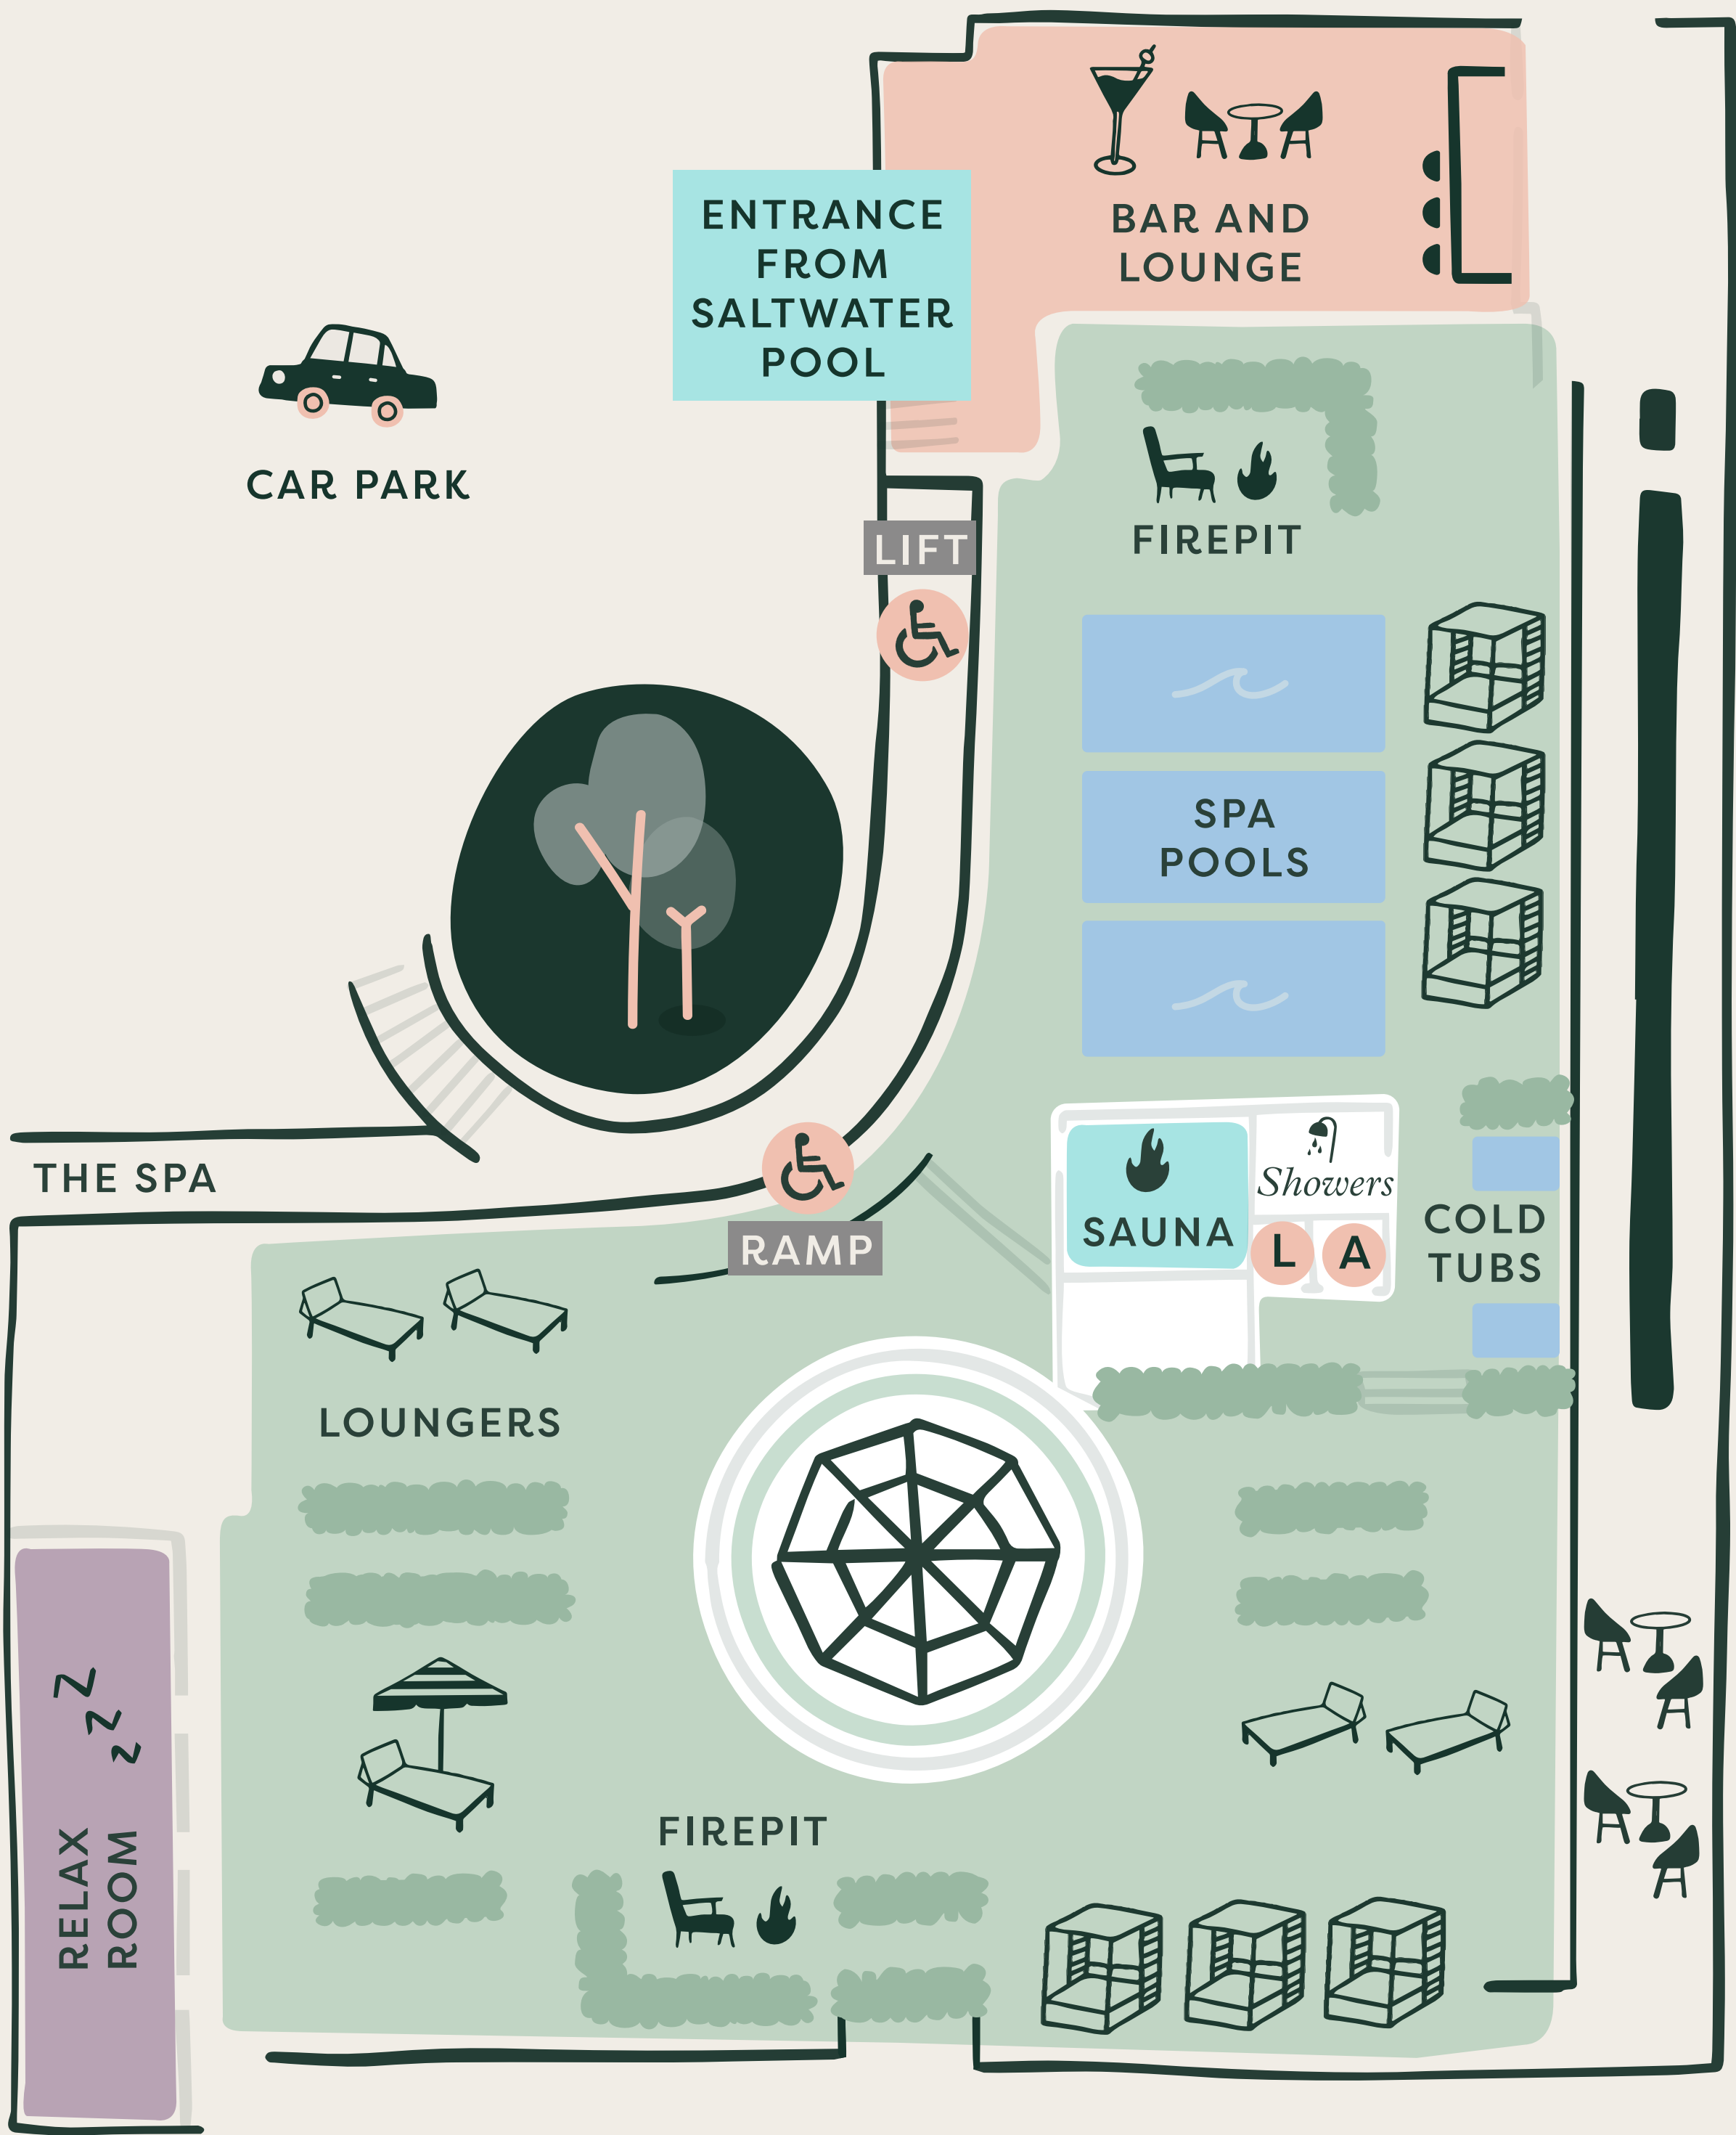 BAR AND
LOUNGE
ENTRANCE
FROM
SALTWATER
POOL
CAR PARK
LIFT
FIREPIT
SPA
POOLS
THE SPA
RAMP
SAUNA
Showers
L
A
COLD
TUBS
LOUNGERS
Z
Z
Z
RELAX
ROOM
FIREPIT